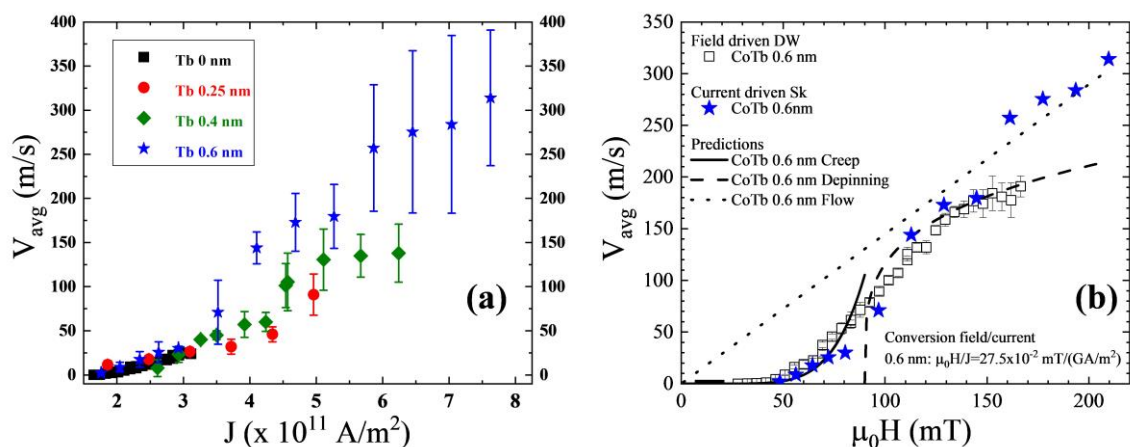 400
400
350
350
300
300
250
250
200
200
150
150
100
100
50
50
0
0
V_avg (m/s)
Tb 0 nm
Tb 0.25 nm
Tb 0.4 nm
Tb 0.6 nm
(a)
2 3 4 5 6 7 8
J (x 10¹¹ A/m²)
350
300
250
200
150
100
50
0
V_avg (m/s)
Field driven DW
CoTb 0.6 nm
Current driven Sk
CoTb 0.6nm
Predictions
CoTb 0.6 nm Creep
CoTb 0.6 nm Depinning
CoTb 0.6 nm Flow
(b)
Conversion field/current
0.6 nm: μ₀H/J=27.5x10⁻² mT/(GA/m²)
0 50 100 150 200
μ₀H (mT)